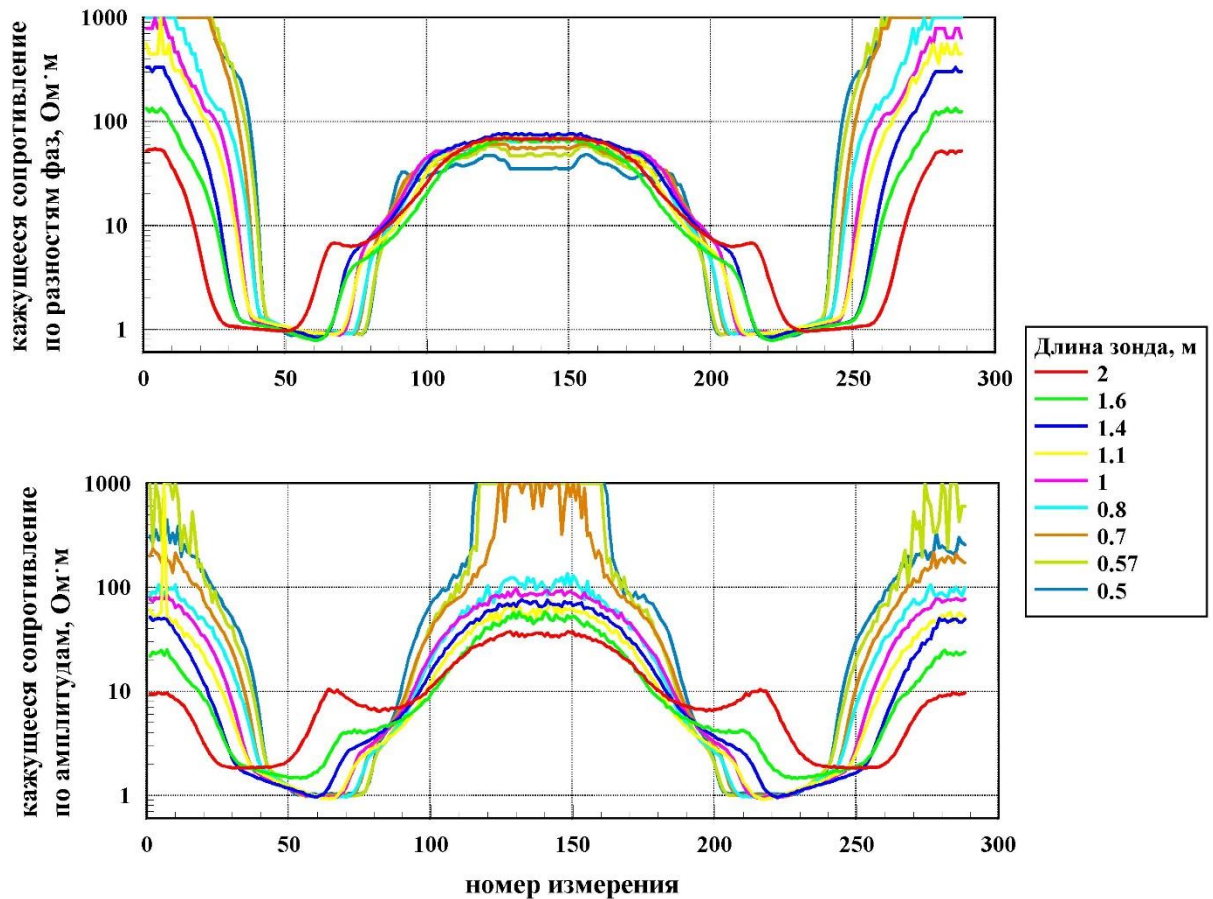 кажущееся сопротивление
по разностям фаз, Ом·м
1000
100
10
1
0 50 100 150 200 250 300
Длина зонда, м
2
1.6
1.4
1.1
1
0.8
0.7
0.57
0.5
кажущееся сопротивление
по амплитудам, Ом·м
1000
100
10
1
0 50 100 150 200 250 300
номер измерения